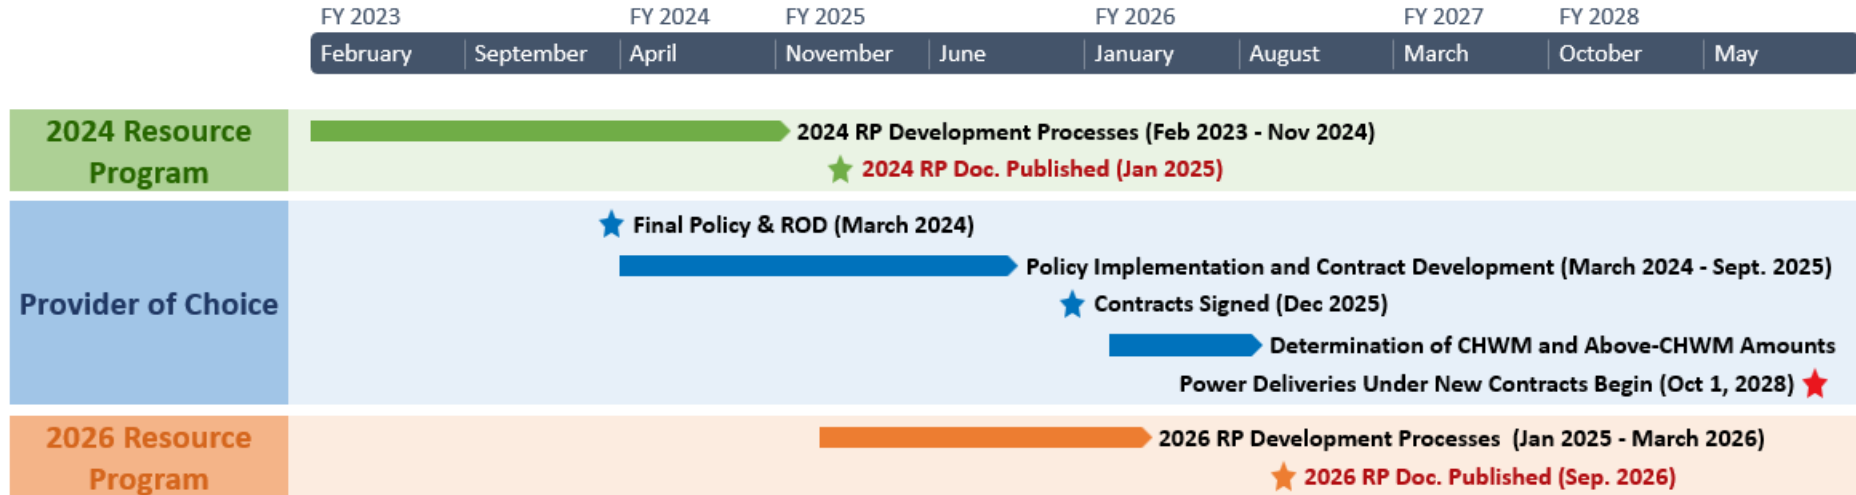 FY 2023 FY 2024 FY 2025 FY 2026 FY 2027 FY 2028
February September April November June January August March October May
2024 Resource
Program
2024 RP Development Processes (Feb 2023 - Nov 2024)
2024 RP Doc. Published (Jan 2025)
Provider of Choice
Final Policy & ROD (March 2024)
Policy Implementation and Contract Development (March 2024 - Sept. 2025)
Contracts Signed (Dec 2025)
Determination of CHWM and Above-CHWM Amounts
Power Deliveries Under New Contracts Begin (Oct 1, 2028)
2026 Resource
Program
2026 RP Development Processes (Jan 2025 - March 2026)
2026 RP Doc. Published (Sep. 2026)